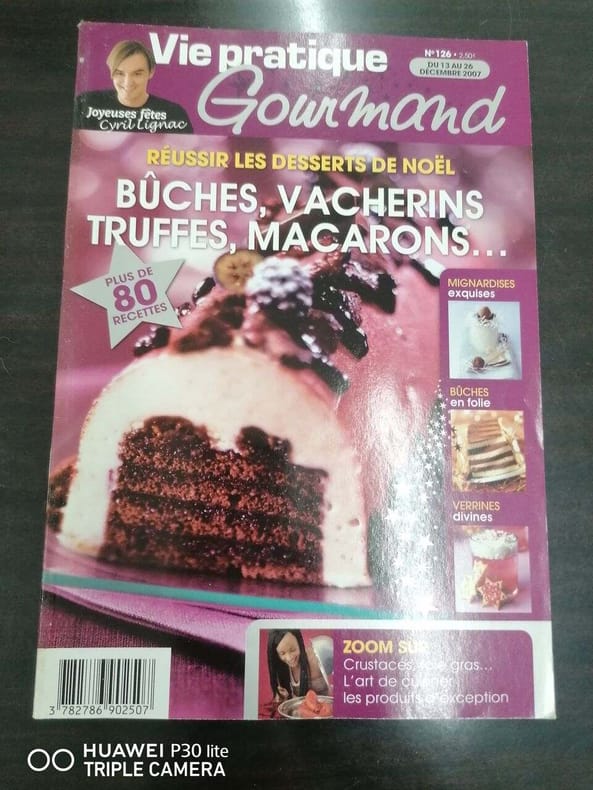 Vie pratique
Gourmand
N°126 • 2,50€
DU 13 AU 26
DÉCEMBRE 2007
Joyeuses fêtes
Cyril Lignac
RÉUSSIR LES DESSERTS DE NOËL
BÛCHES, VACHERINS
TRUFFES, MACARONS...
PLUS DE
80
RECETTES
MIGNARDISES
exquises
BÛCHES
en folie
VERRINES
divines
ZOOM SUR
Crustacés, foie gras...
L'art de cuisiner
les produits d'exception
3 782786 902507
HUAWEI P30 lite
TRIPLE CAMERA